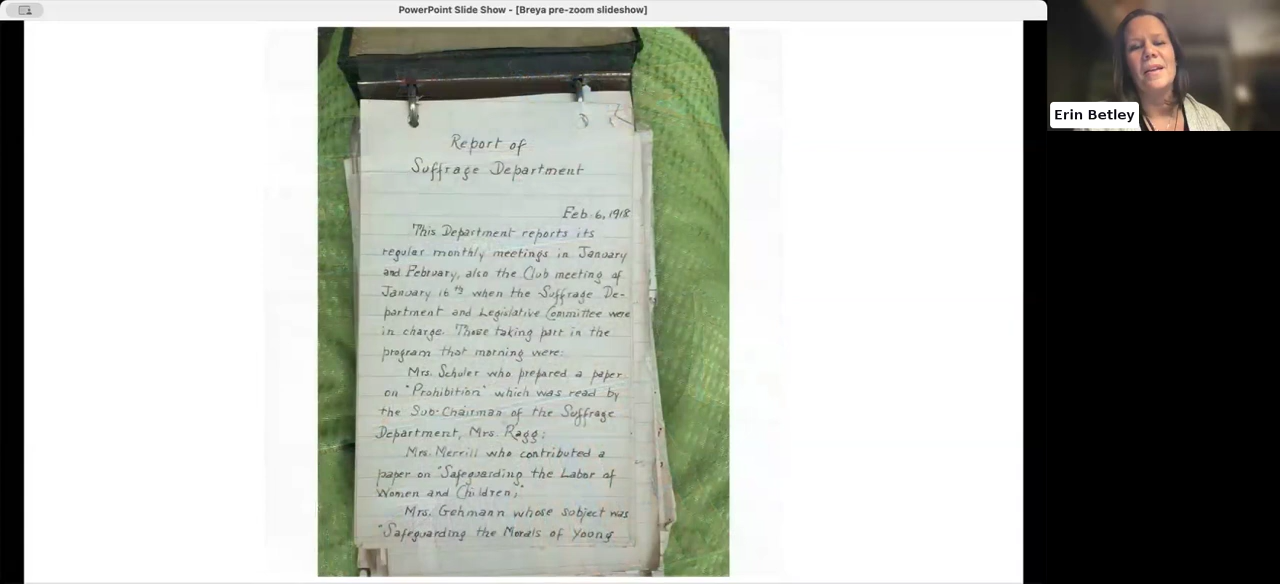 PowerPoint Slide Show - [Breya pre-zoom slideshow]
Erin Betley
Report of
Suffrage Department
Feb 6, 1918
This Department reports its
regular monthly meetings in January
and February, also the Club meeting of
January 16th when the Suffrage De-
partment and Legislative Committee were
in charge. Those taking part in the
program that morning were:
Mrs. Schuler who prepared a paper
on "Prohibition" which was read by
the Sub-Chairman of the Suffrage
Department, Mrs. Ragg;
Mrs. Merrill who contributed a
paper on "Safeguarding the Labor of
Women and Children,"
Mrs. Gehmann whose subject was
"Safeguarding the Morals of Young